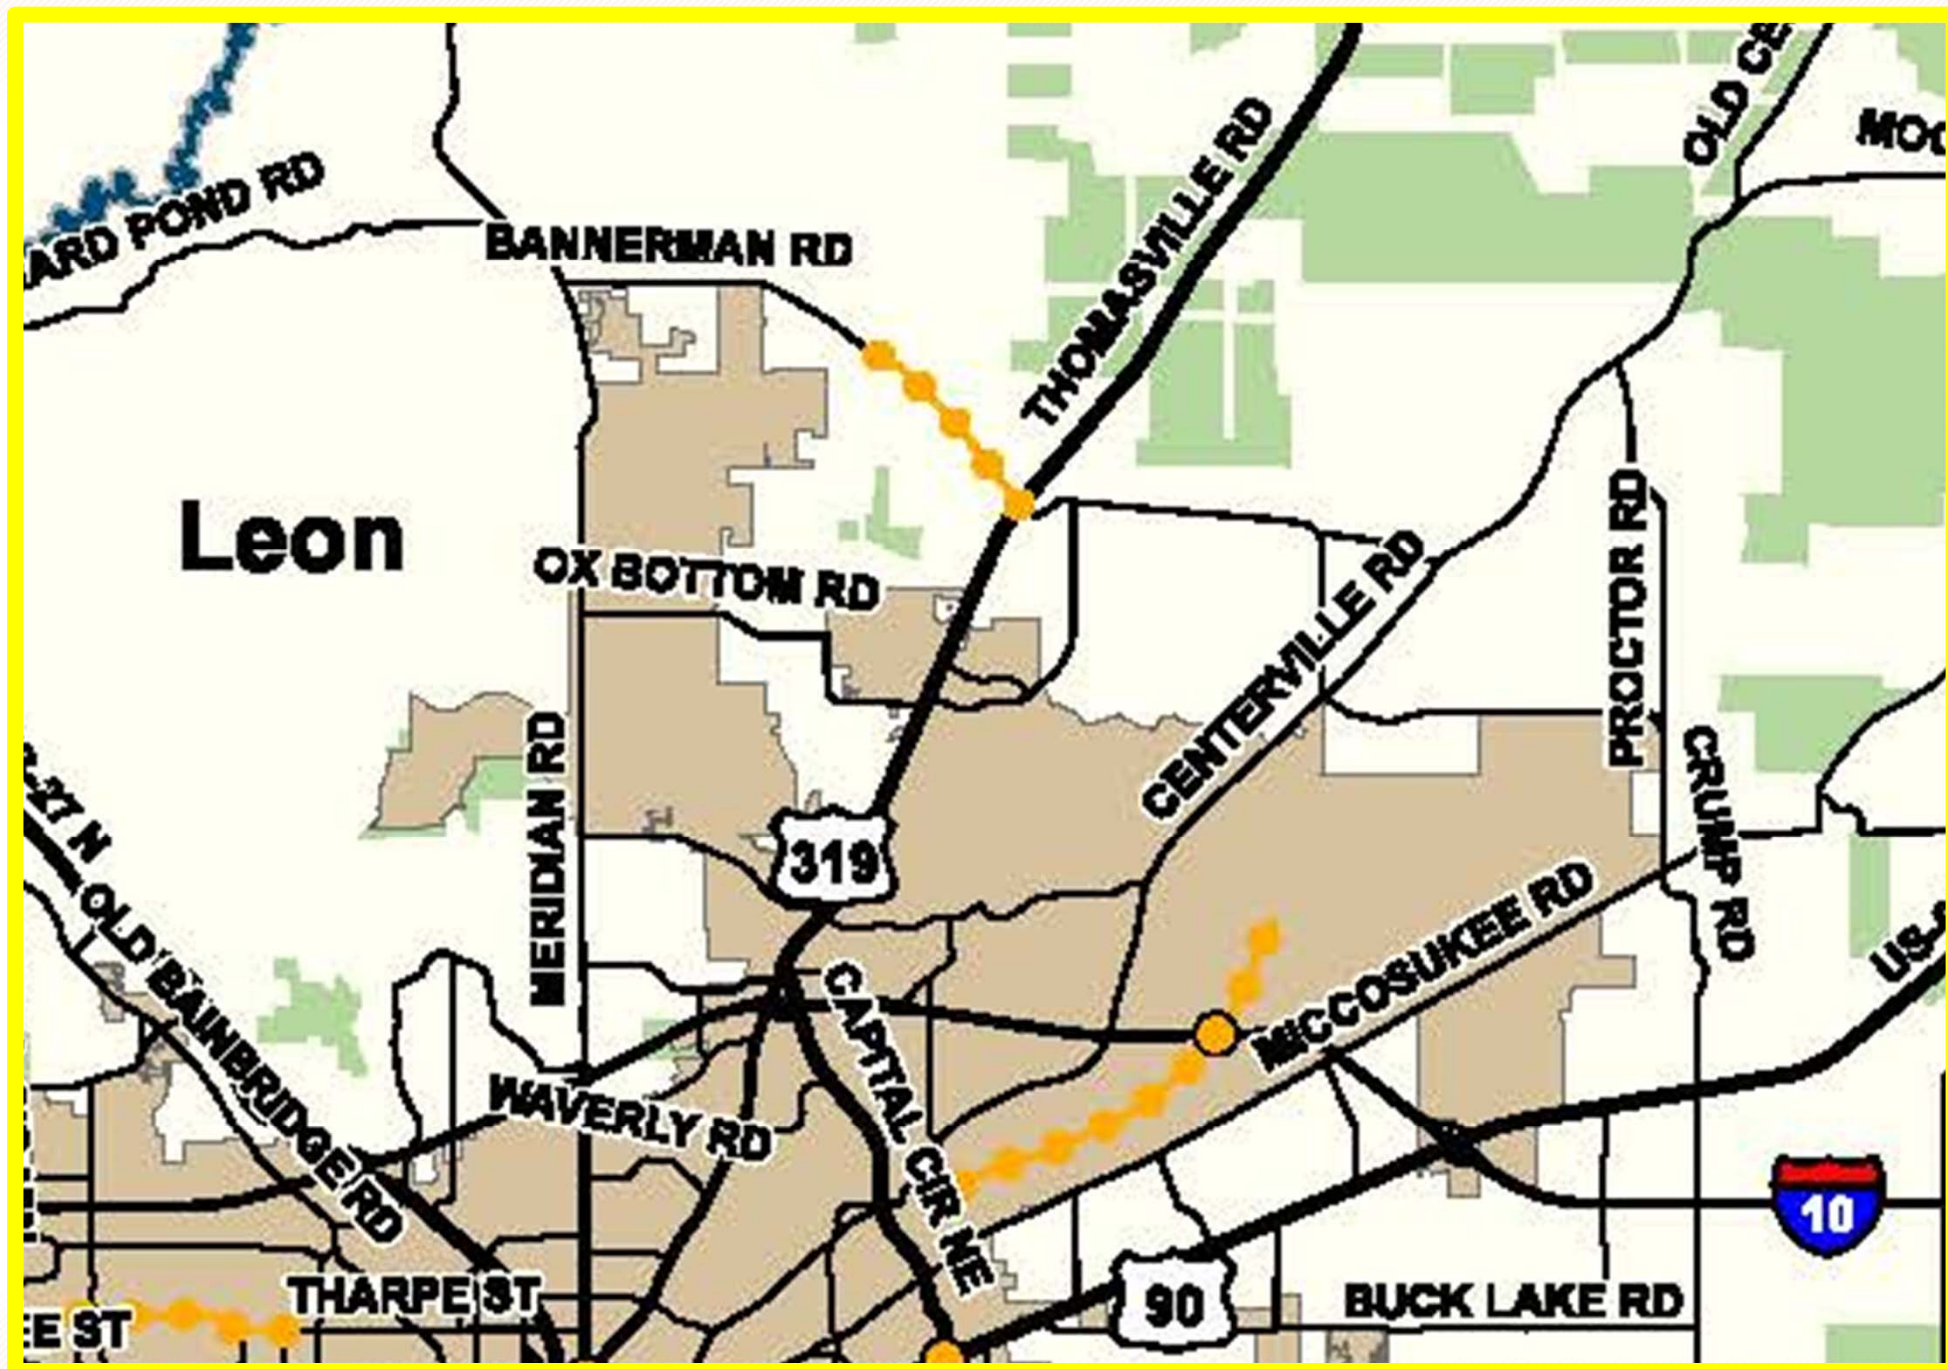 OLD CE
MOC
ARD POND RD
THOMASVILLE RD
BANNERMAN RD
Leon
OX BOTTOM RD
CENTERVILLE RD
PROCTOR RD
MERIDIAN RD
CRUMP RD
-27 N
319
OLD BAINBRIDGE RD
MICCOSUKEE RD
US-
CAPITAL CIR NE
WAVERLY RD
10
THARPE ST
90
BUCK LAKE RD
EE ST